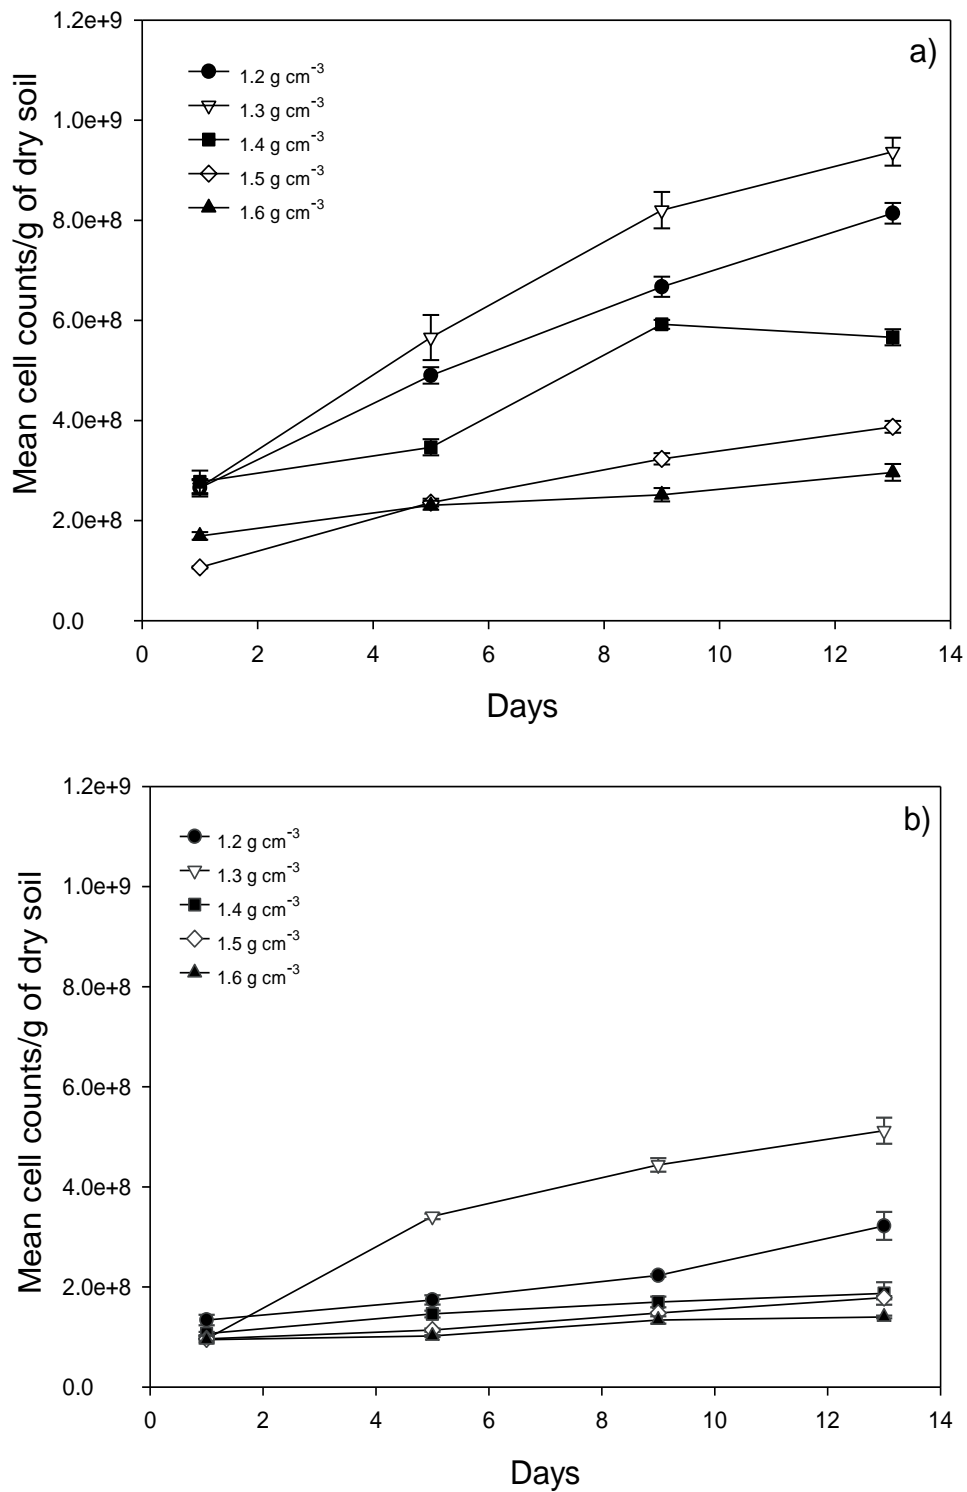 1.2e+9
a)
1.2 g cm-3
1.3 g cm-3
1.4 g cm-3
1.5 g cm-3
1.6 g cm-3
1.0e+9
8.0e+8
6.0e+8
4.0e+8
2.0e+8
0.0
Mean cell counts/g of dry soil
0 2 4 6 8 10 12 14
Days
1.2e+9
b)
1.2 g cm-3
1.3 g cm-3
1.4 g cm-3
1.5 g cm-3
1.6 g cm-3
1.0e+9
8.0e+8
6.0e+8
4.0e+8
2.0e+8
0.0
Mean cell counts/g of dry soil
0 2 4 6 8 10 12 14
Days